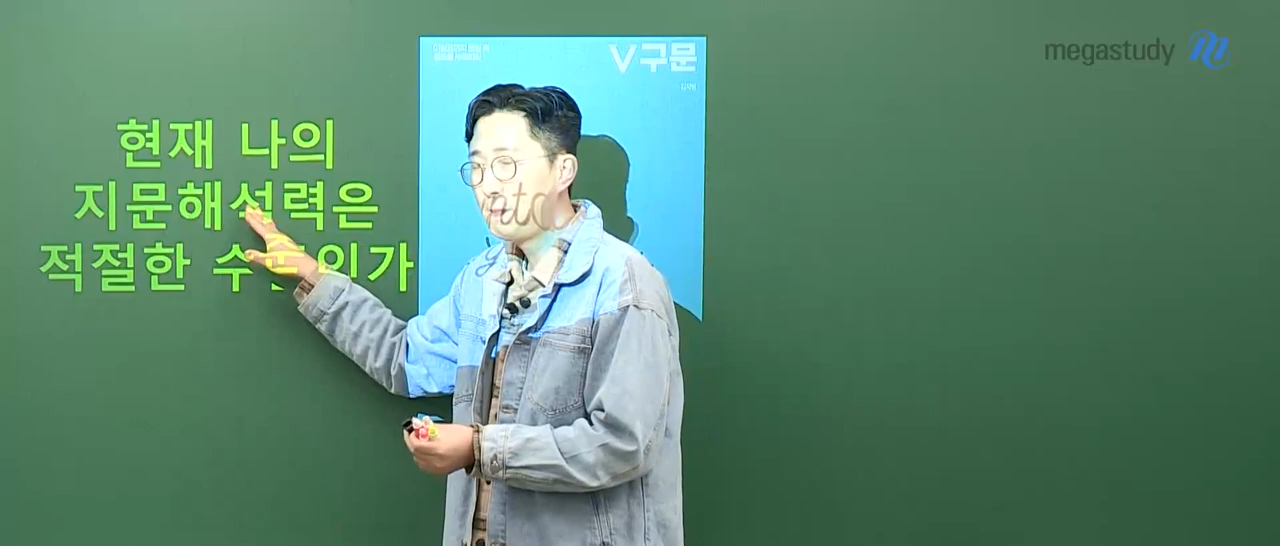 현재 나의
지문해석력은
적절한 수준인가
V구문
megastudy